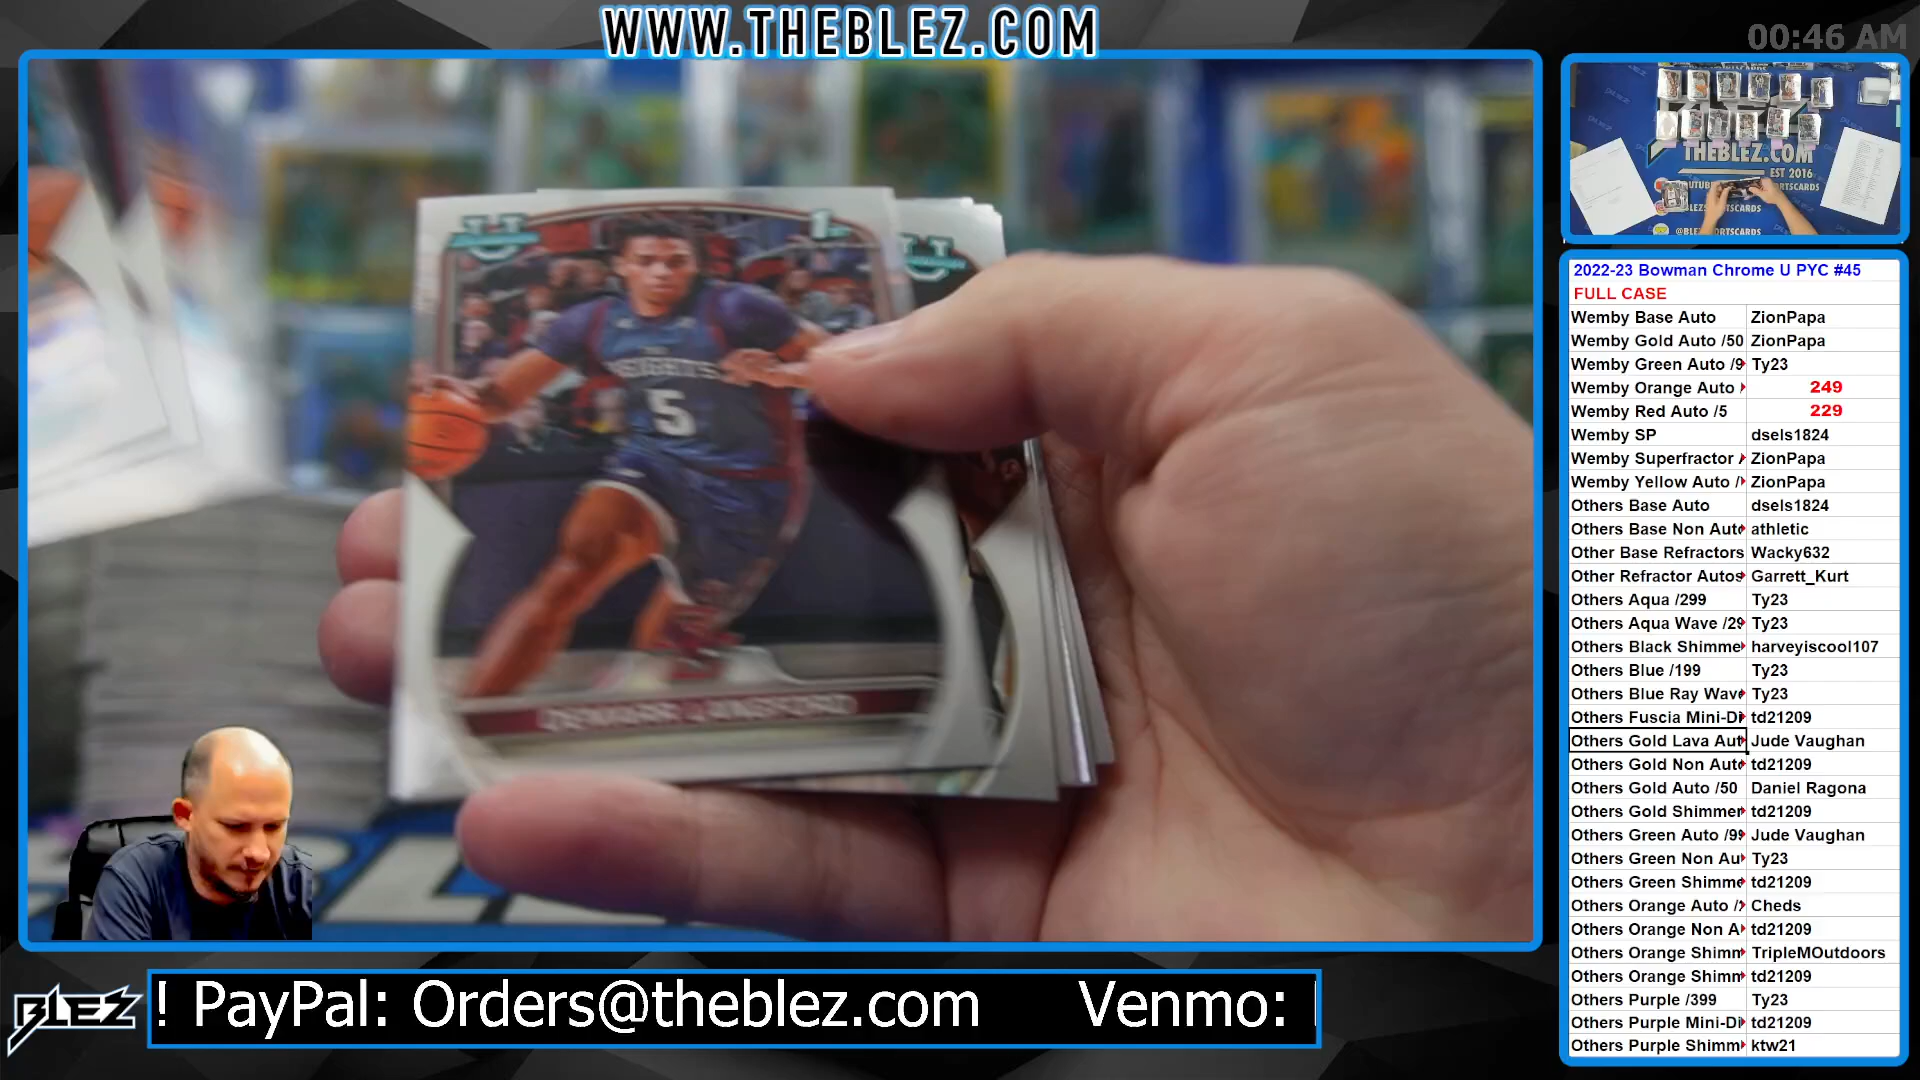 WWW.THEBLEZ.COM
00:46 AM
1st
5
DEMARR LANGFORD
THEBLEZ.COM
EST 2016
2022-23 Bowman Chrome U PYC #45
FULL CASE
Wemby Base Auto ZionPapa
Wemby Gold Auto /50 ZionPapa
Wemby Green Auto /9 Ty23
Wemby Orange Auto 249
Wemby Red Auto /5 229
Wemby SP dsels1824
Wemby Superfractor / ZionPapa
Wemby Yellow Auto / ZionPapa
Others Base Auto dsels1824
Others Base Non Auto athletic
Other Base Refractors Wacky632
Other Refractor Autos Garrett_Kurt
Others Aqua /299 Ty23
Others Aqua Wave /29 Ty23
Others Black Shimme harveyiscool107
Others Blue /199 Ty23
Others Blue Ray Wave Ty23
Others Fuscia Mini-Di td21209
Others Gold Lava Aut Jude Vaughan
Others Gold Non Auto td21209
Others Gold Auto /50 Daniel Ragona
Others Gold Shimmer td21209
Others Green Auto /99 Jude Vaughan
Others Green Non Au Ty23
Others Green Shimme td21209
Others Orange Auto / Cheds
Others Orange Non A td21209
Others Orange Shimm TripleMOutdoors
Others Orange Shimm td21209
Others Purple /399 Ty23
Others Purple Mini-Di td21209
Others Purple Shimm ktw21
BLEZ
! PayPal: Orders@theblez.com Venmo: